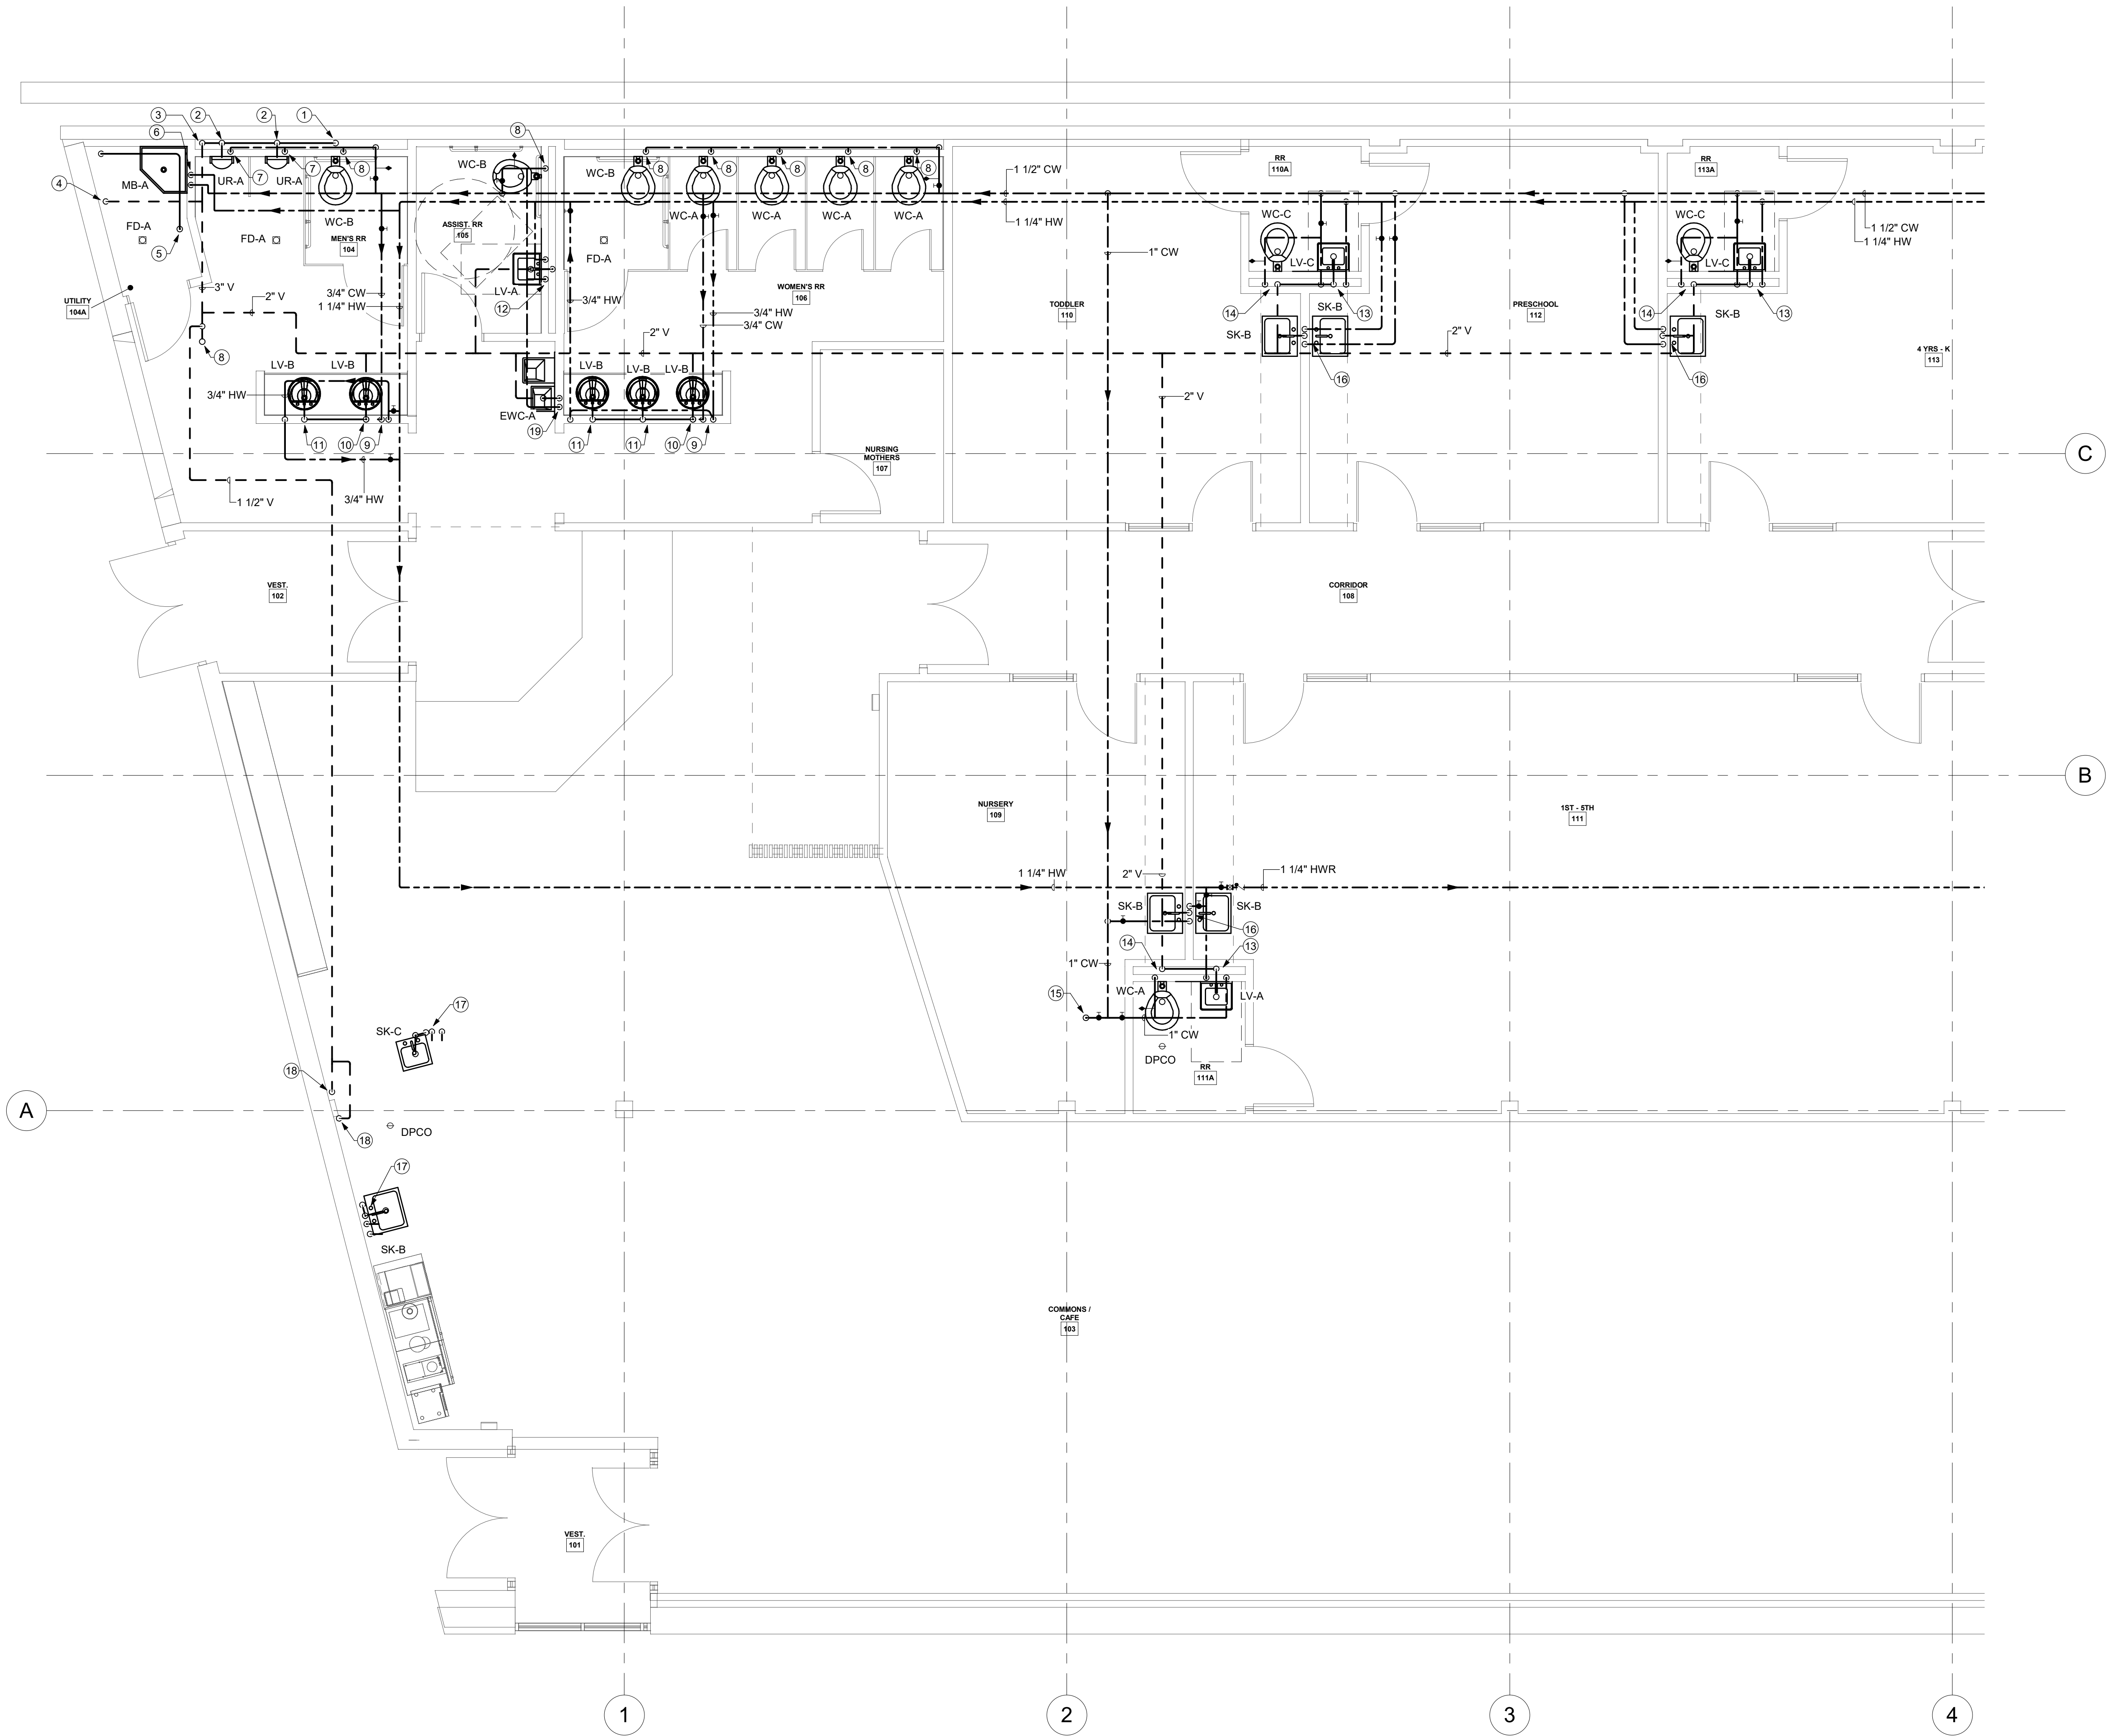 3
2
2
1
6
8
MB-A
UR-A
7
UR-A
7
8
WC-B
WC-B
WC-B
8
8
8
8
8
WC-A
WC-A
WC-A
WC-A
4
FD-A
5
FD-A
MEN'S RR
104
ASSIST. RR
105
FD-A
WOMEN'S RR
106
1 1/2" CW
1 1/4" HW
1" CW
RR
110A
WC-C
LV-C
RR
113A
WC-C
LV-C
1 1/2" CW
1 1/4" HW
UTILITY
104A
3" V
2" V
3/4" CW
1 1/4" HW
LV-A
12
3/4" HW
3/4" HW
3/4" CW
2" V
TODDLER
110
14
13
SK-B
SK-B
16
PRESCHOOL
112
2" V
14
13
SK-B
16
4 YRS - K
113
8
LV-B
LV-B
3/4" HW
11
10
9
EWC-A
19
LV-B
LV-B
LV-B
11
11
10
9
2" V
C
NURSING
MOTHERS
107
1 1/2" V
3/4" HW
VEST.
102
CORRIDOR
108
B
NURSERY
109
1ST - 5TH
111
1 1/4" HW
2" V
1 1/4" HWR
SK-B
SK-B
16
14
13
1" CW
WC-A
LV-A
15
1" CW
DPCO
RR
111A
SK-C
17
18
A
18
DPCO
17
SK-B
COMMONS /
CAFE
103
VEST.
101
1
2
3
4